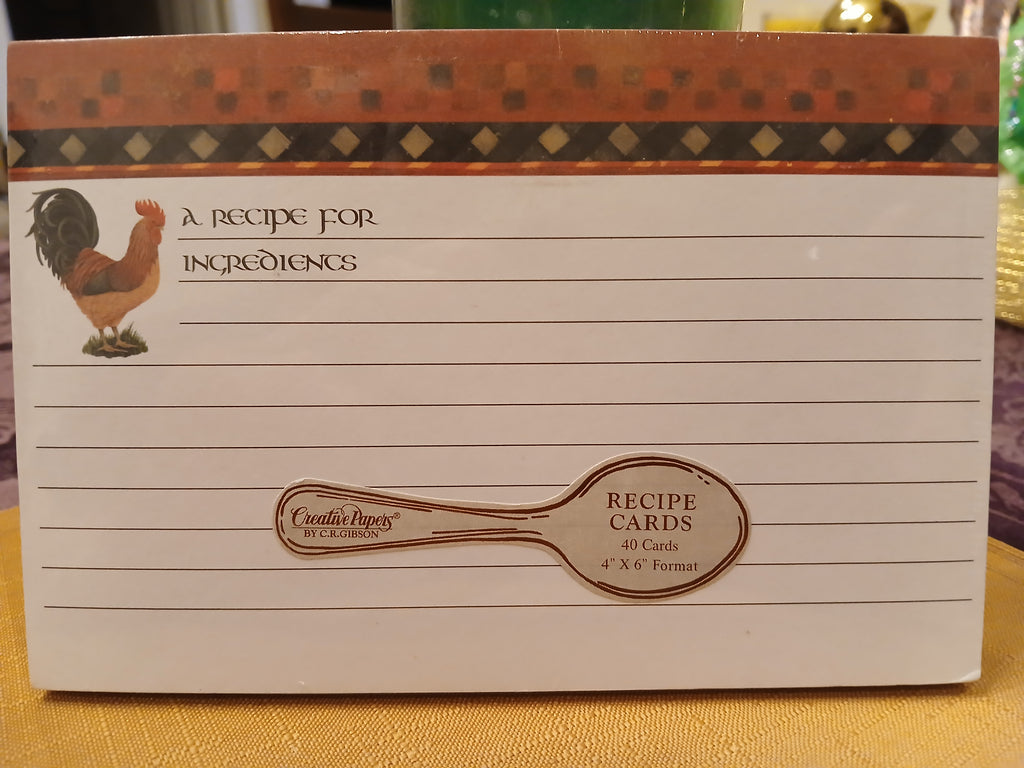 A RECIPE FOR
INGREDIENTS
Creative Papers®
BY C.R.GIBSON
RECIPE
CARDS
40 Cards
4" X 6" Format